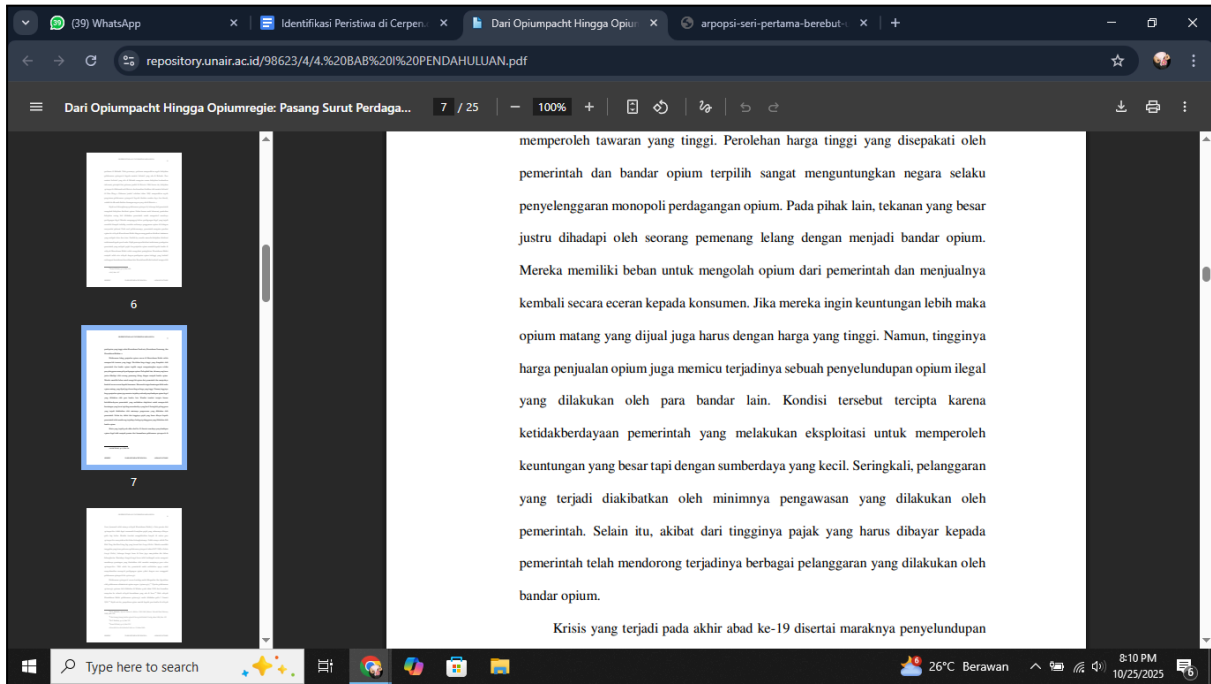 (39) WhatsApp
Identifikasi Peristiwa di Cerpen
Dari Opiumpacht Hingga Opiun
arpopsi-seri-pertama-berebut-
repository.unair.ac.id/98623/4/4.%20BAB%20I%20PENDAHULUAN.pdf
Dari Opiumpacht Hingga Opiumregie: Pasang Surut Perdaga...
7 / 25
100%
memperoleh tawaran yang tinggi. Perolehan harga tinggi yang disepakati oleh
pemerintah dan bandar opium terpilih sangat menguntungkan negara selaku
penyelenggaran monopoli perdagangan opium. Pada pihak lain, tekanan yang besar
justru dihadapi oleh seorang pemenang lelang dengan menjadi bandar opium.
Mereka memiliki beban untuk mengolah opium dari pemerintah dan menjualnya
kembali secara eceran kepada konsumen. Jika mereka ingin keuntungan lebih maka
opium matang yang dijual juga harus dengan harga yang tinggi. Namun, tingginya
harga penjualan opium juga memicu terjadinya sebuah penyelundupan opium ilegal
yang dilakukan oleh para bandar lain. Kondisi tersebut tercipta karena
ketidakberdayaan pemerintah yang melakukan eksploitasi untuk memperoleh
keuntungan yang besar tapi dengan sumberdaya yang kecil. Seringkali, pelanggaran
yang terjadi diakibatkan oleh minimnya pengawasan yang dilakukan oleh
pemerintah. Selain itu, akibat dari tingginya pajak yang harus dibayar kepada
pemerintah telah mendorong terjadinya berbagai pelanggaran yang dilakukan oleh
bandar opium.
Krisis yang terjadi pada akhir abad ke-19 disertai maraknya penyelundupan
6
7
Type here to search
26°C Berawan
8:10 PM
10/25/2025